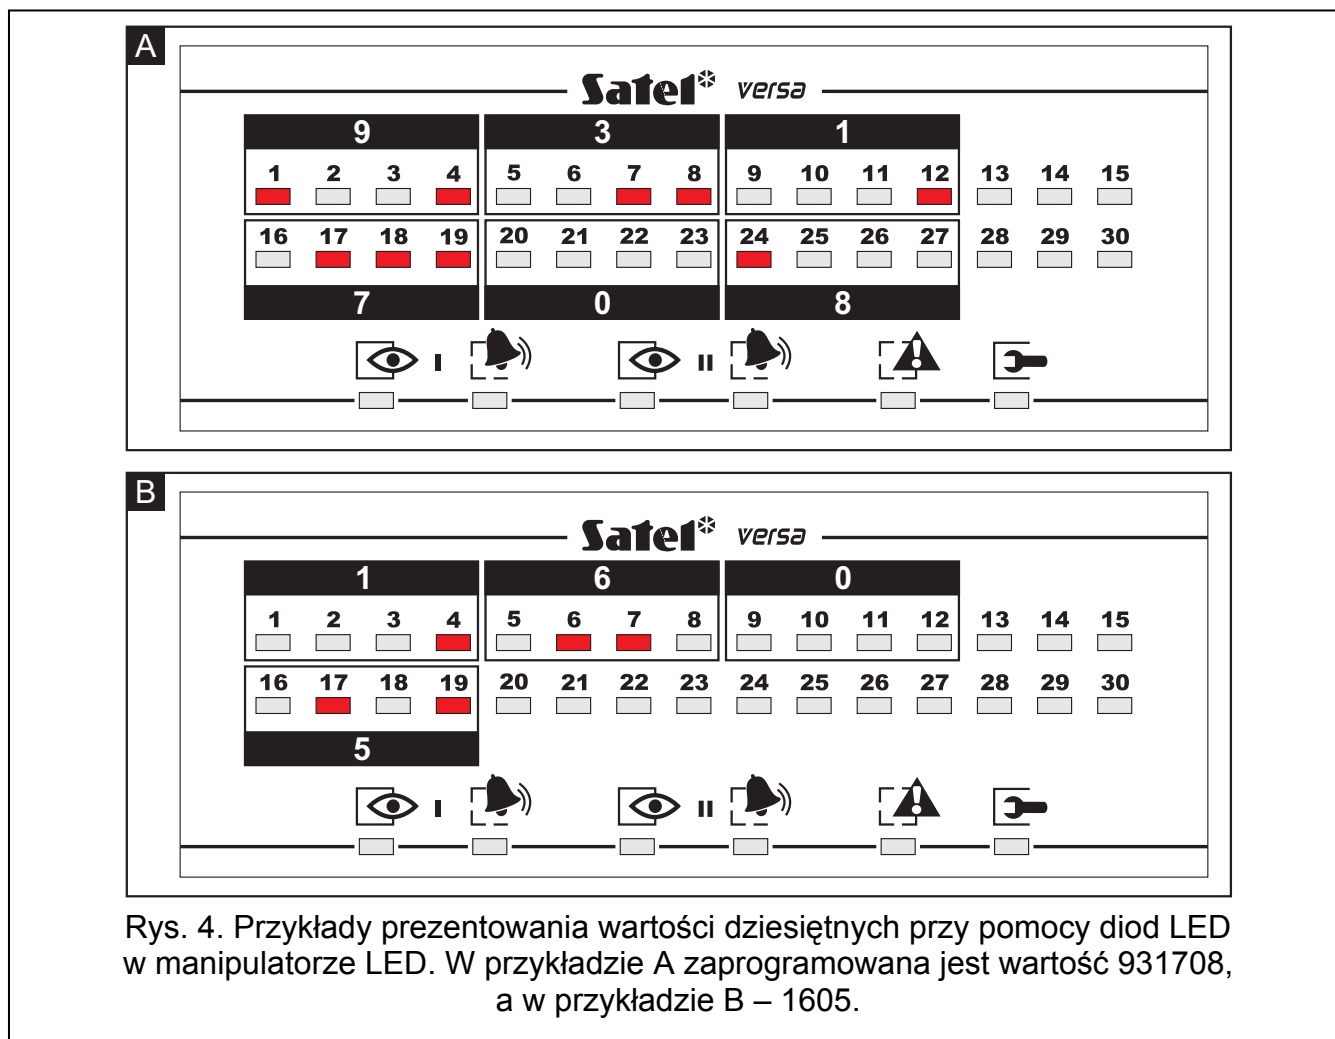 A
Satel versa
9 3 1
1 2 3 4 5 6 7 8 9 10 11 12 13 14 15
16 17 18 19 20 21 22 23 24 25 26 27 28 29 30
7 0 8
I II
B
Satel versa
1 6 0
1 2 3 4 5 6 7 8 9 10 11 12 13 14 15
16 17 18 19 20 21 22 23 24 25 26 27 28 29 30
5
I II
Rys. 4. Przykłady prezentowania wartości dziesiętnych przy pomocy diod LED
w manipulatorze LED. W przykładzie A zaprogramowana jest wartość 931708,
a w przykładzie B – 1605.